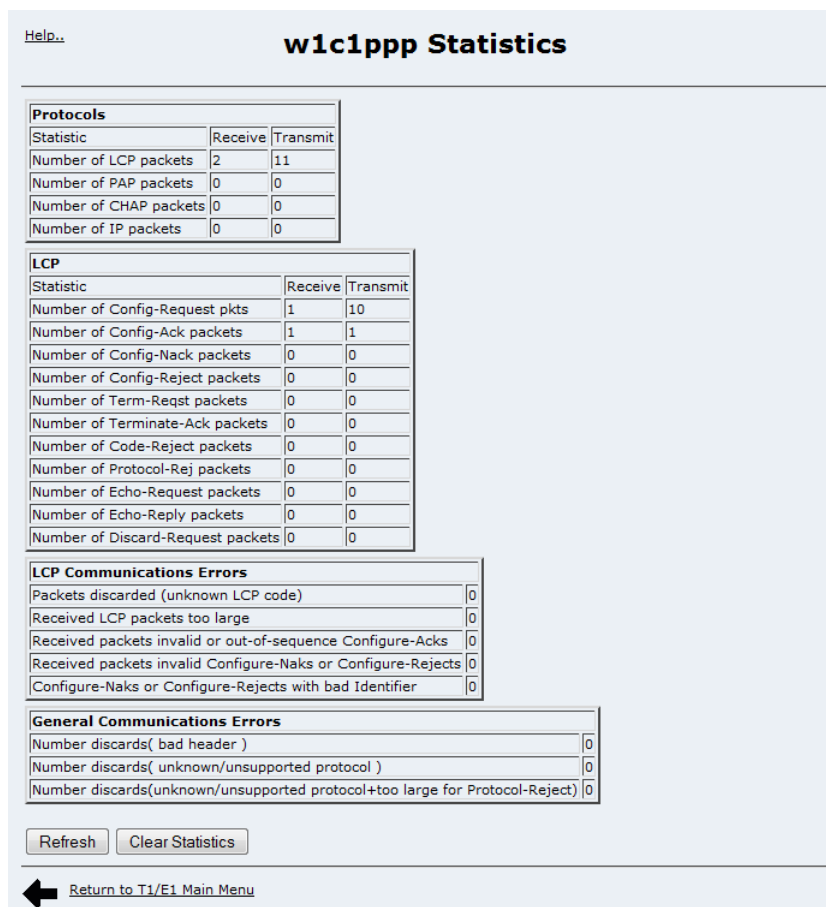 Help..
w1c1ppp Statistics
Protocols
Statistic Receive Transmit
Number of LCP packets 2 11
Number of PAP packets 0 0
Number of CHAP packets 0 0
Number of IP packets 0 0
LCP
Statistic Receive Transmit
Number of Config-Request pkts 1 10
Number of Config-Ack packets 1 1
Number of Config-Nack packets 0 0
Number of Config-Reject packets 0 0
Number of Term-Reqst packets 0 0
Number of Terminate-Ack packets 0 0
Number of Code-Reject packets 0 0
Number of Protocol-Rej packets 0 0
Number of Echo-Request packets 0 0
Number of Echo-Reply packets 0 0
Number of Discard-Request packets 0 0
LCP Communications Errors
Packets discarded (unknown LCP code) 0
Received LCP packets too large 0
Received packets invalid or out-of-sequence Configure-Acks 0
Received packets invalid Configure-Naks or Configure-Rejects 0
Configure-Naks or Configure-Rejects with bad Identifier 0
General Communications Errors
Number discards( bad header ) 0
Number discards( unknown/unsupported protocol ) 0
Number discards(unknown/unsupported protocol+too large for Protocol-Reject) 0
Refresh Clear Statistics
Return to T1/E1 Main Menu